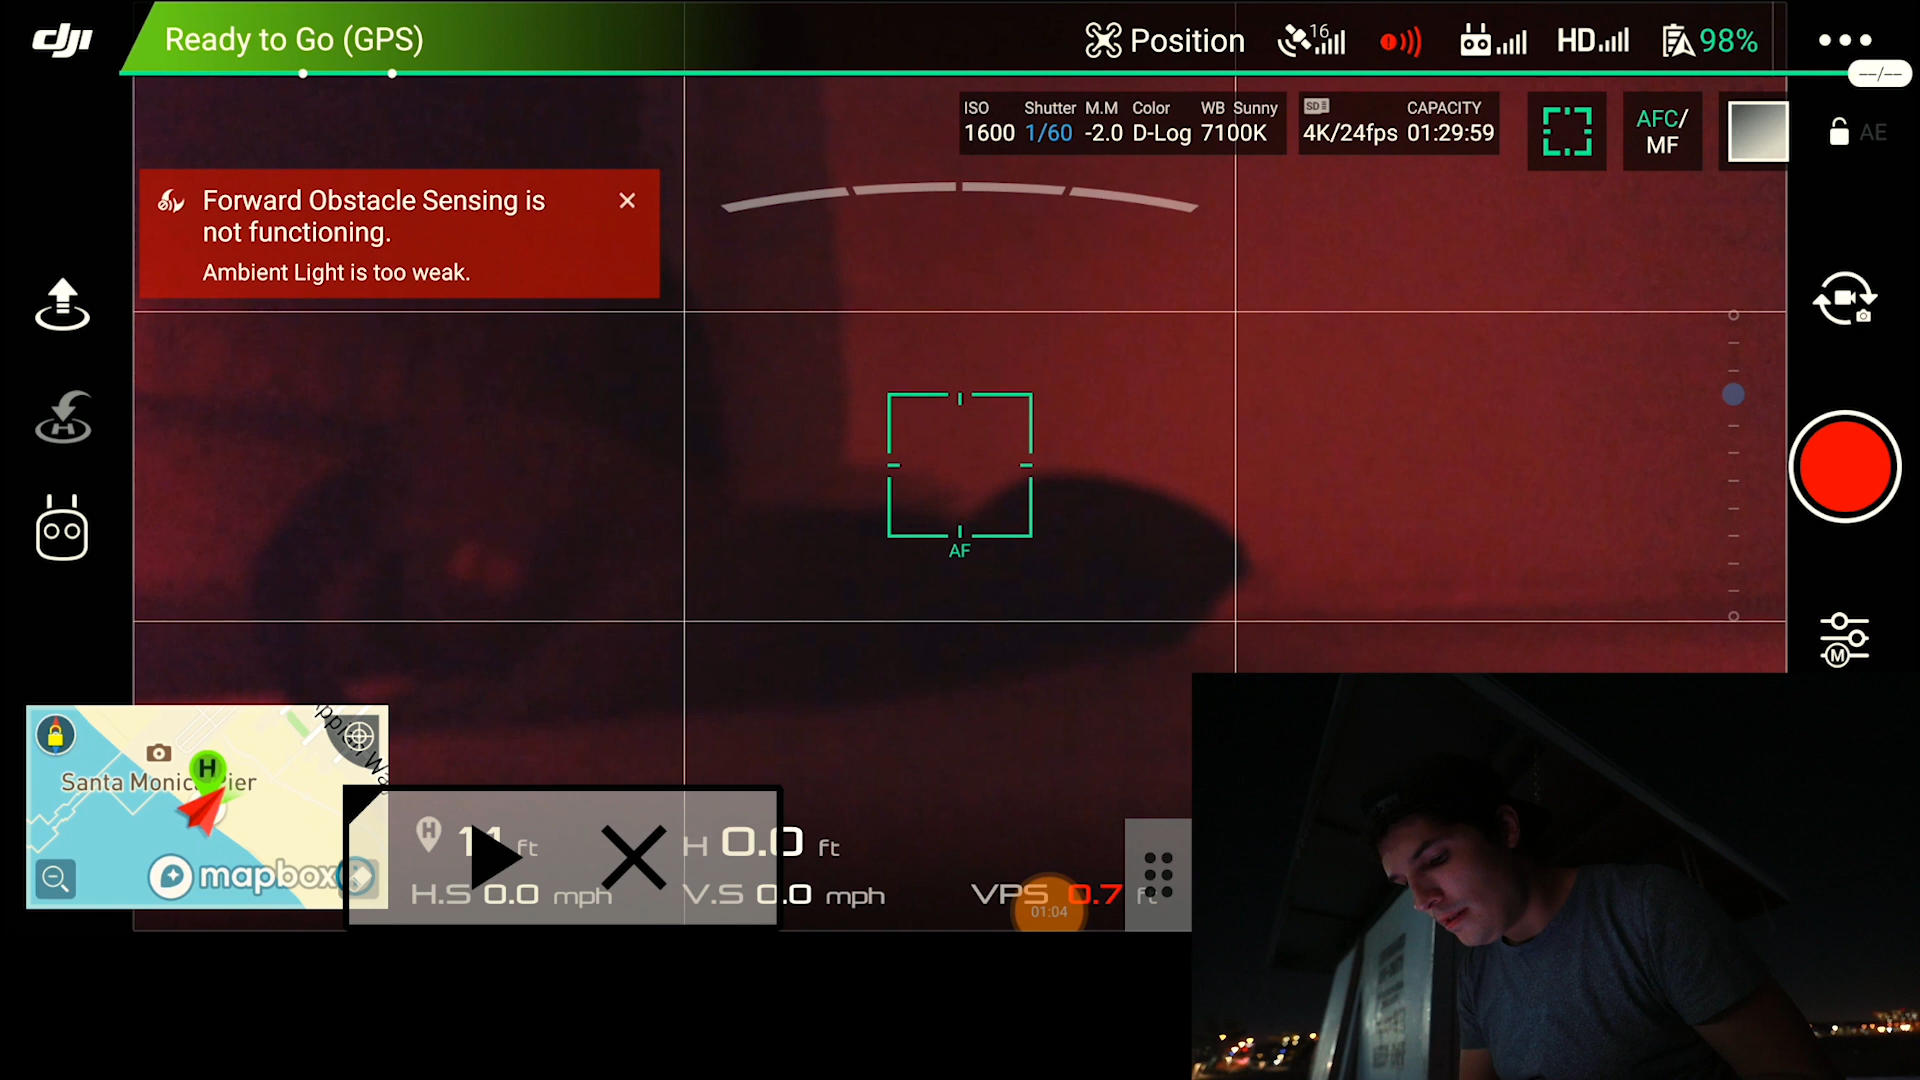 dji
Ready to Go (GPS)
Position
16
HD
98%
--/--
ISO Shutter M.M Color WB Sunny
1600 1/60 -2.0 D-Log 7100K
SD CAPACITY
4K/24fps 01:29:59
AFC/
MF
AE
Forward Obstacle Sensing is
not functioning.
Ambient Light is too weak.
AF
M
H
Santa Monica Pier
mapbox
H 11 ft
H 0.0 ft
H.S 0.0 mph
V.S 0.0 mph
VPS 0.7 ft
01:04